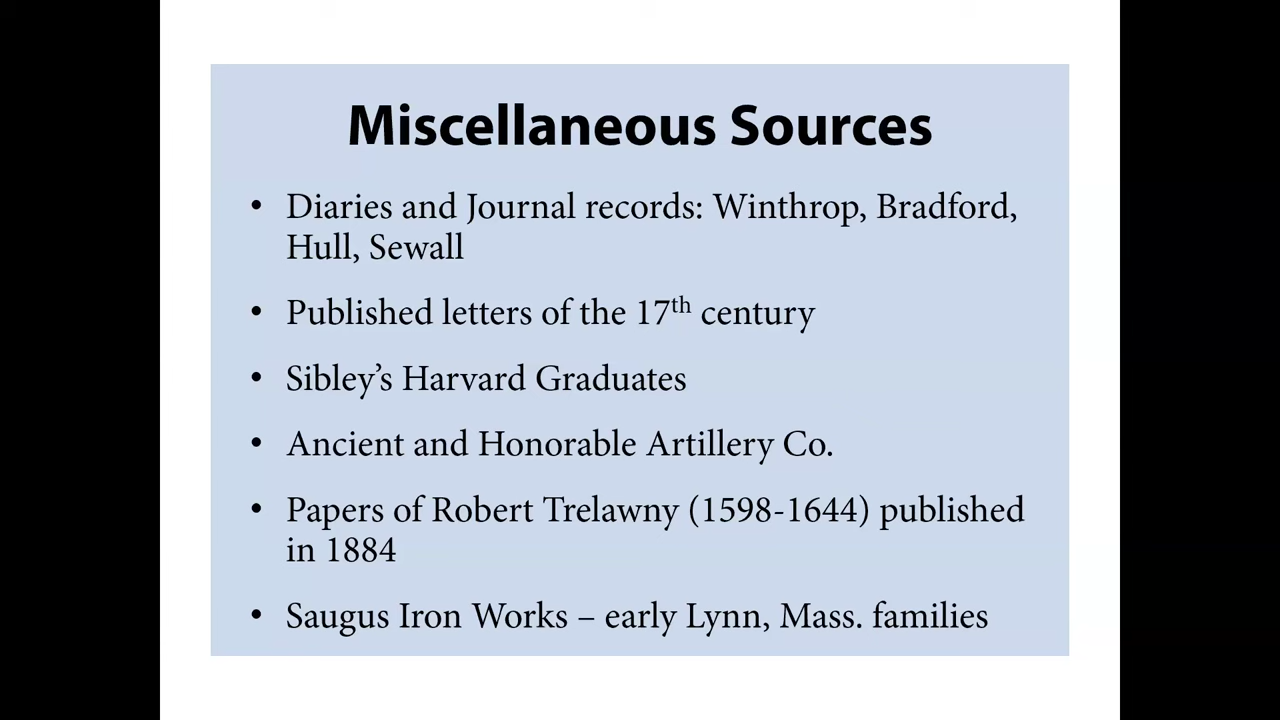 Miscellaneous Sources
• Diaries and Journal records: Winthrop, Bradford,
Hull, Sewall
• Published letters of the 17th century
• Sibley’s Harvard Graduates
• Ancient and Honorable Artillery Co.
• Papers of Robert Trelawny (1598-1644) published
in 1884
• Saugus Iron Works – early Lynn, Mass. families